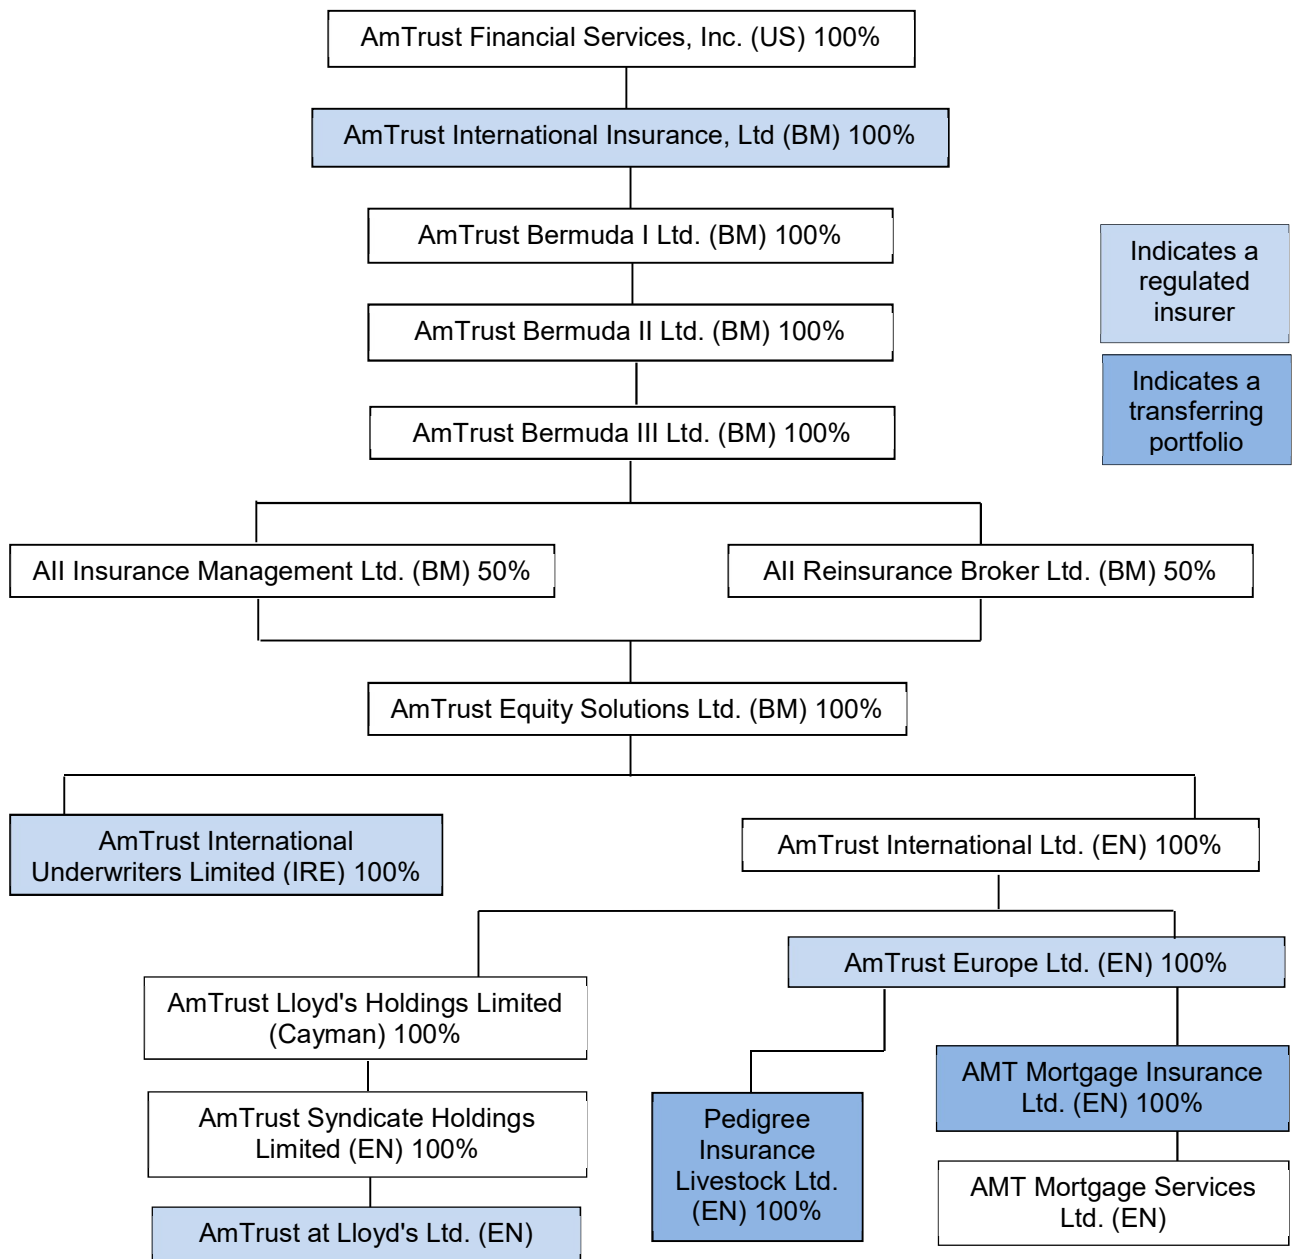 AmTrust Financial Services, Inc. (US) 100%
AmTrust International Insurance, Ltd (BM) 100%
AmTrust Bermuda I Ltd. (BM) 100%
Indicates a
regulated
insurer
AmTrust Bermuda II Ltd. (BM) 100%
Indicates a
transferring
portfolio
AmTrust Bermuda III Ltd. (BM) 100%
AII Insurance Management Ltd. (BM) 50%
AII Reinsurance Broker Ltd. (BM) 50%
AmTrust Equity Solutions Ltd. (BM) 100%
AmTrust International
Underwriters Limited (IRE) 100%
AmTrust International Ltd. (EN) 100%
AmTrust Europe Ltd. (EN) 100%
AmTrust Lloyd's Holdings Limited
(Cayman) 100%
AMT Mortgage Insurance
Ltd. (EN) 100%
AmTrust Syndicate Holdings
Limited (EN) 100%
Pedigree
Insurance
Livestock Ltd.
(EN) 100%
AMT Mortgage Services
Ltd. (EN)
AmTrust at Lloyd's Ltd. (EN)